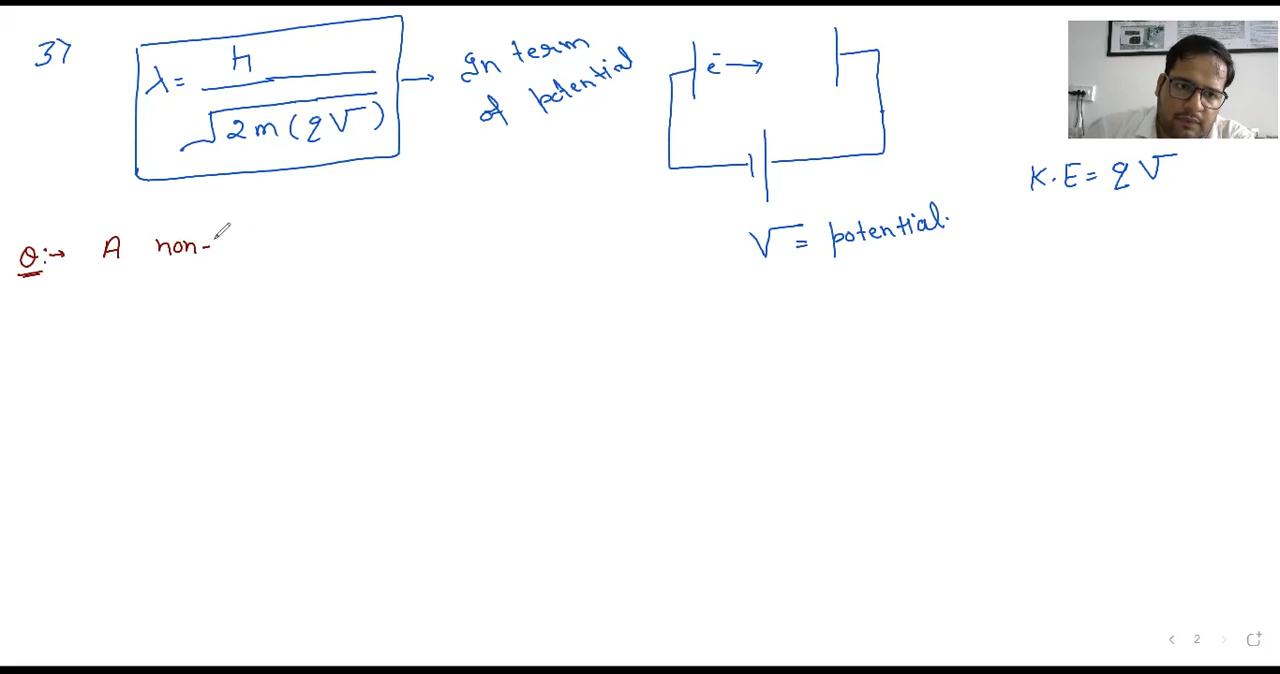 3) λ = h / √2m(qV) → In term of potential
e⁻ →
K.E = qV
V = potential.
Q:→ A non-
< 2 >